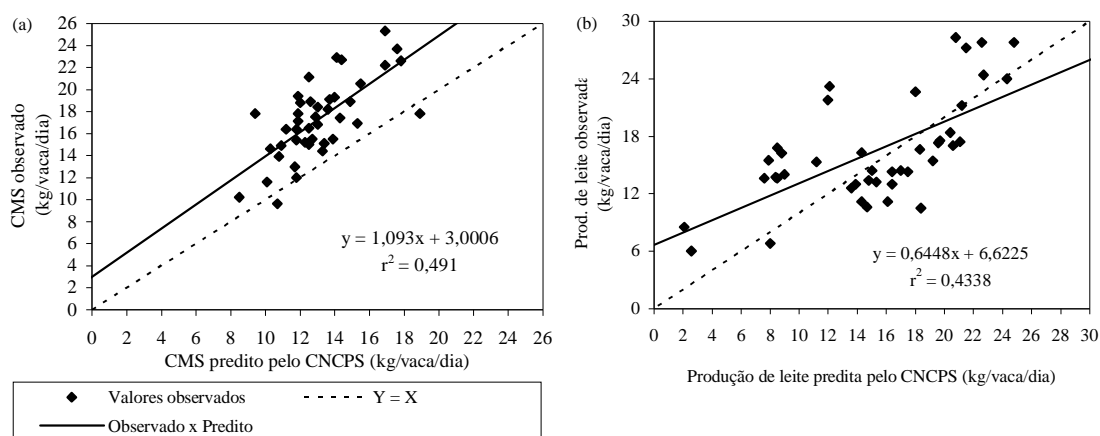 (a)
CMS observado
(kg/vaca/dia)
26
24
22
20
18
16
14
12
10
8
6
4
2
0
y = 1,093x + 3,0006
r² = 0,491
0 2 4 6 8 10 12 14 16 18 20 22 24 26
CMS predito pelo CNCPS (kg/vaca/dia)
Valores observados
Y = X
Observado x Predito
(b)
Prod. de leite observada
(kg/vaca/dia)
30
24
18
12
6
0
y = 0,6448x + 6,6225
r² = 0,4338
0 2 4 6 8 10 12 14 16 18 20 22 24 26 28 30
Produção de leite predita pelo CNCPS (kg/vaca/dia)